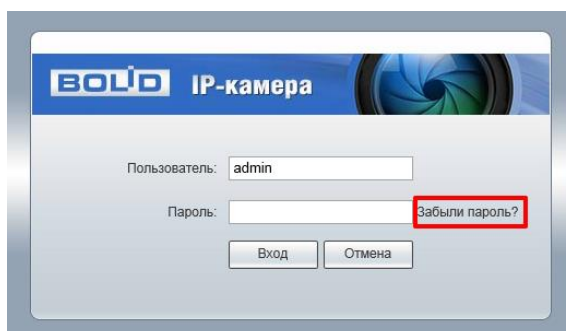 BOLID IP-камера
Пользователь: admin
Пароль: Забыли пароль?
Вход Отмена